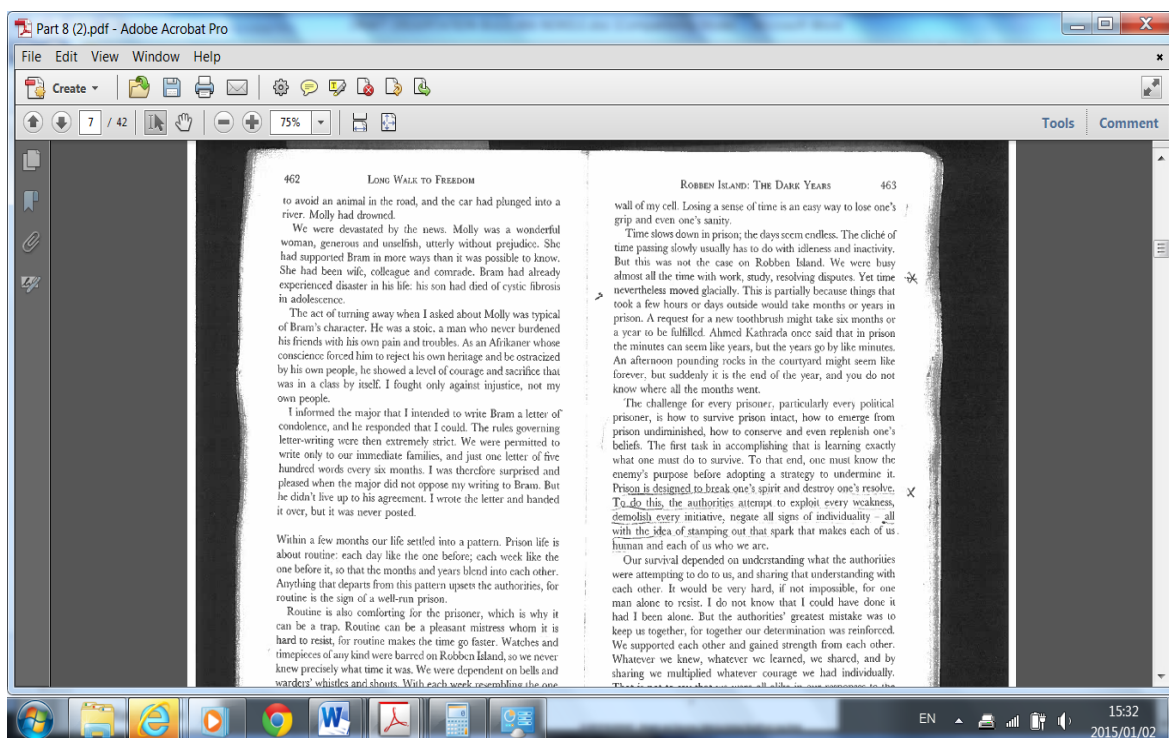 Part 8 (2).pdf - Adobe Acrobat Pro
File Edit View Window Help
Create
7 / 42
75%
Tools Comment
462 LONG WALK TO FREEDOM
to avoid an animal in the road, and the car had plunged into a
river. Molly had drowned.
We were devastated by the news. Molly was a wonderful
woman, generous and unselfish, utterly without prejudice. She
had supported Bram in more ways than it was possible to know.
She had been wife, colleague and comrade. Bram had already
experienced disaster in his life: his son had died of cystic fibrosis
in adolescence.
The act of turning away when I asked about Molly was typical
of Bram's character. He was a stoic, a man who never burdened
his friends with his own pain and troubles. As an Afrikaner whose
conscience forced him to reject his own heritage and be ostracized
by his own people, he showed a level of courage and sacrifice that
was in a class by itself. I fought only against injustice, not my
own people.
I informed the major that I intended to write Bram a letter of
condolence, and he responded that I could. The rules governing
letter-writing were then extremely strict. We were permitted to
write only to our immediate families, and just one letter of five
hundred words every six months. I was therefore surprised and
pleased when the major did not oppose my writing to Bram. But
he didn't live up to his agreement. I wrote the letter and handed
it over, but it was never posted.
Within a few months our life settled into a pattern. Prison life is
about routine: each day like the one before; each week like the
one before it, so that the months and years blend into each other.
Anything that departs from this pattern upsets the authorities, for
routine is the sign of a well-run prison.
Routine is also comforting for the prisoner, which is why it
can be a trap. Routine can be a pleasant mistress whom it is
hard to resist, for routine makes the time go faster. Watches and
timepieces of any kind were barred on Robben Island, so we never
knew precisely what time it was. We were dependent on bells and
warders' whistles and shouts. With each week resembling the one
ROBBEN ISLAND: THE DARK YEARS 463
wall of my cell. Losing a sense of time is an easy way to lose one's
grip and even one's sanity.
Time slows down in prison; the days seem endless. The cliché of
time passing slowly usually has to do with idleness and inactivity.
But this was not the case on Robben Island. We were busy
almost all the time with work, study, resolving disputes. Yet time
nevertheless moved glacially. This is partially because things that
took a few hours or days outside would take months or years in
prison. A request for a new toothbrush might take six months or
a year to be fulfilled. Ahmed Kathrada once said that in prison
the minutes can seem like years, but the years go by like minutes.
An afternoon pounding rocks in the courtyard might seem like
forever, but suddenly it is the end of the year, and you do not
know where all the months went.
The challenge for every prisoner, particularly every political
prisoner, is how to survive prison intact, how to emerge from
prison undiminished, how to conserve and even replenish one's
beliefs. The first task in accomplishing that is learning exactly
what one must do to survive. To that end, one must know the
enemy's purpose before adopting a strategy to undermine it.
Prison is designed to break one's spirit and destroy one's resolve.
To do this, the authorities attempt to exploit every weakness,
demolish every initiative, negate all signs of individuality – all
with the idea of stamping out that spark that makes each of us
human and each of us who we are.
Our survival depended on understanding what the authorities
were attempting to do to us, and sharing that understanding with
each other. It would be very hard, if not impossible, for one
man alone to resist. I do not know that I could have done it
had I been alone. But the authorities' greatest mistake was to
keep us together, for together our determination was reinforced.
We supported each other and gained strength from each other.
Whatever we knew, whatever we learned, we shared, and by
sharing we multiplied whatever courage we had individually.
That is not to say that we were all alike in our responses to the
EN
15:32
2015/01/02